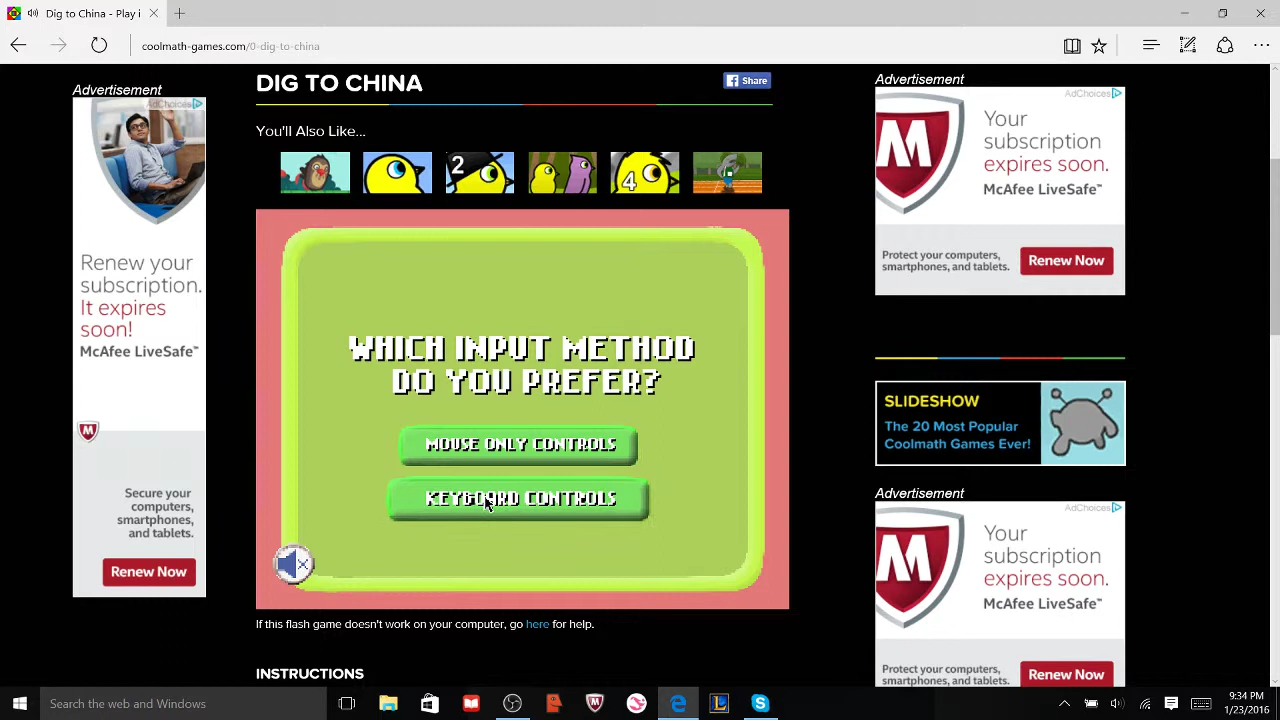 Dig to China - Play i
coolmath-games.com/0-dig-to-china
Advertisement
AdChoices
Renew your
subscription.
It expires
soon!
McAfee LiveSafe™
Secure your
computers,
smartphones,
and tablets.
Renew Now
DIG TO CHINA
Share
You'll Also Like...
2
4
WHICH INPUT METHOD
DO YOU PREFER?
MOUSE ONLY CONTROLS
KEYBOARD CONTROLS
If this flash game doesn't work on your computer, go here for help.
INSTRUCTIONS
Advertisement
AdChoices
Your
subscription
expires soon.
McAfee LiveSafe™
Protect your computers,
smartphones, and tablets.
Renew Now
SLIDESHOW
The 20 Most Popular
Coolmath Games Ever!
Advertisement
AdChoices
Your
subscription
expires soon.
McAfee LiveSafe™
Protect your computers,
smartphones, and tablets.
Renew Now
Search the web and Windows
9:34 PM
1/23/2016